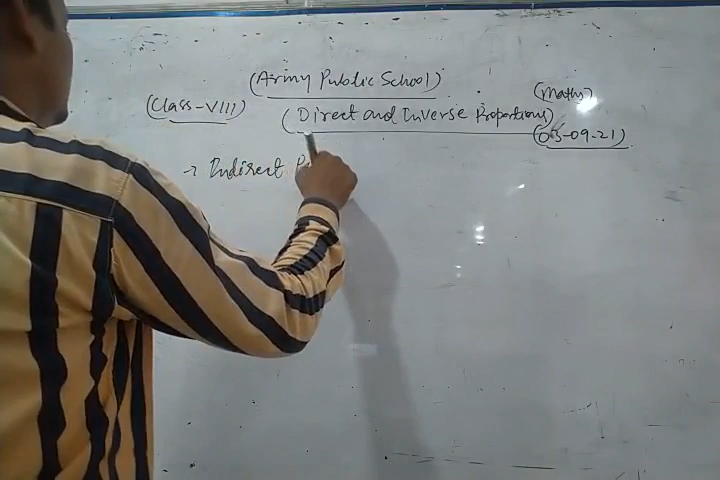 (Army Public School)
(Class-VIII)
(Maths)
(Direct and Inverse Proportions)
(03-09-21)
→ Indirect P